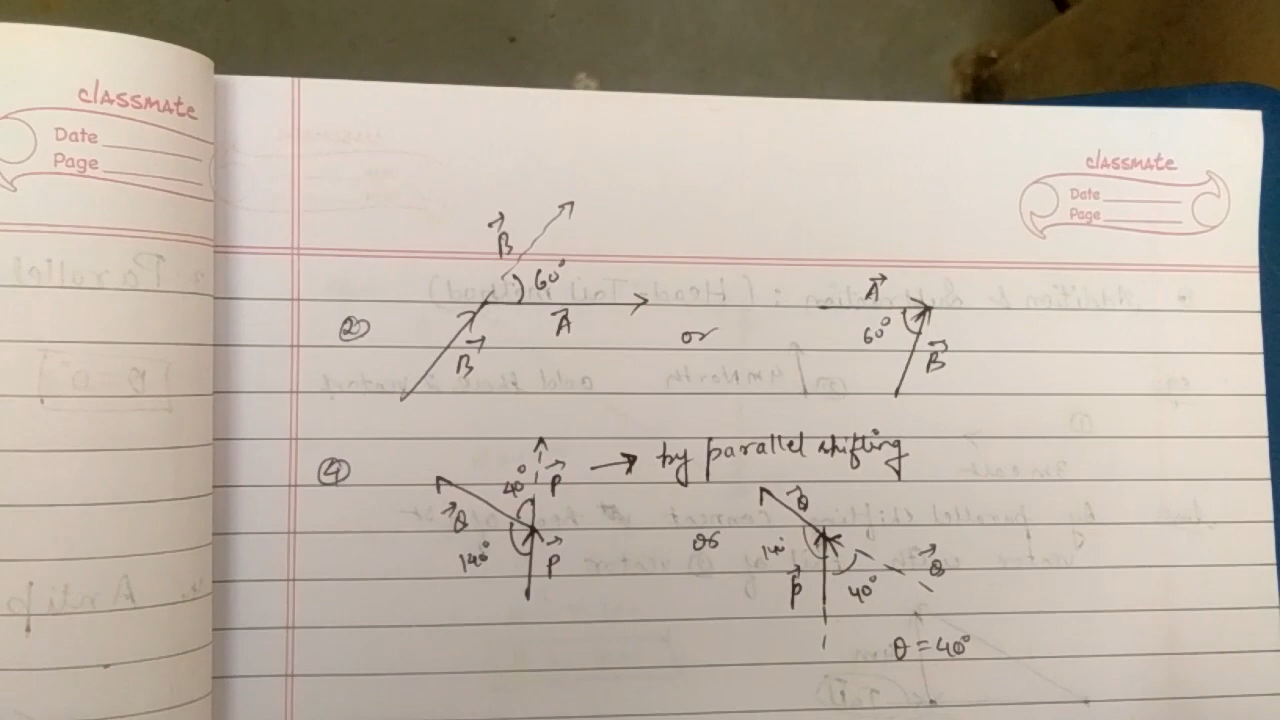 classmate
Date
Page
classmate
Date
Page
B
60°
A
B
②
or
A
60°
B
④
40°
P
→ by parallel shifting
Q
140°
P
or
Q
140°
P
40°
Q
θ = 40°